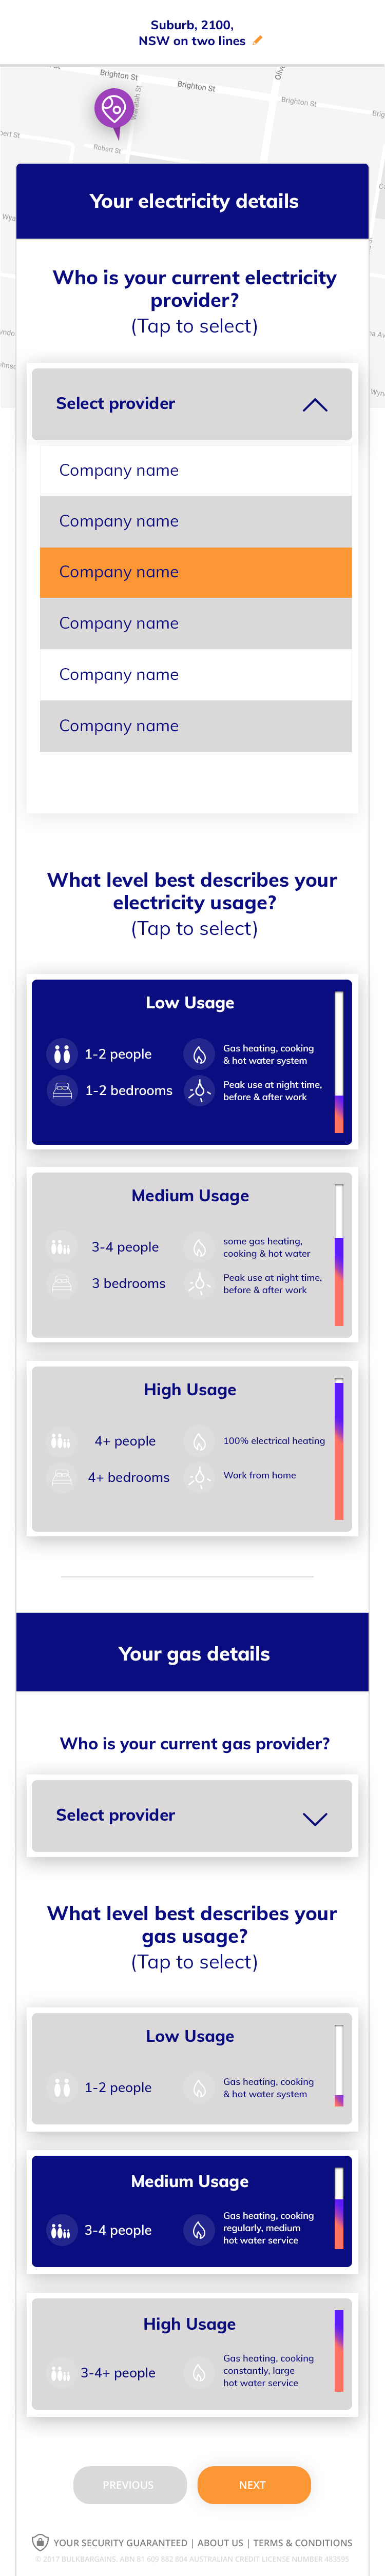 Suburb, 2100,
NSW on two lines
Brighton St
Brighton St
Brighton St
Robert St
Your electricity details
Who is your current electricity
provider?
(Tap to select)
Select provider
Company name
Company name
Company name
Company name
Company name
Company name
What level best describes your
electricity usage?
(Tap to select)
Low Usage
1-2 people
Gas heating, cooking
& hot water system
1-2 bedrooms
Peak use at night time,
before & after work
Medium Usage
3-4 people
some gas heating,
cooking & hot water
3 bedrooms
Peak use at night time,
before & after work
High Usage
4+ people
100% electrical heating
4+ bedrooms
Work from home
Your gas details
Who is your current gas provider?
Select provider
What level best describes your
gas usage?
(Tap to select)
Low Usage
1-2 people
Gas heating, cooking
& hot water system
Medium Usage
3-4 people
Gas heating, cooking
regularly, medium
hot water service
High Usage
3-4+ people
Gas heating, cooking
constantly, large
hot water service
PREVIOUS
NEXT
YOUR SECURITY GUARANTEED | ABOUT US | TERMS & CONDITIONS
© 2017 BULKBARGAINS. ABN 81 609 882 804 AUSTRALIAN CREDIT LICENSE NUMBER 482595